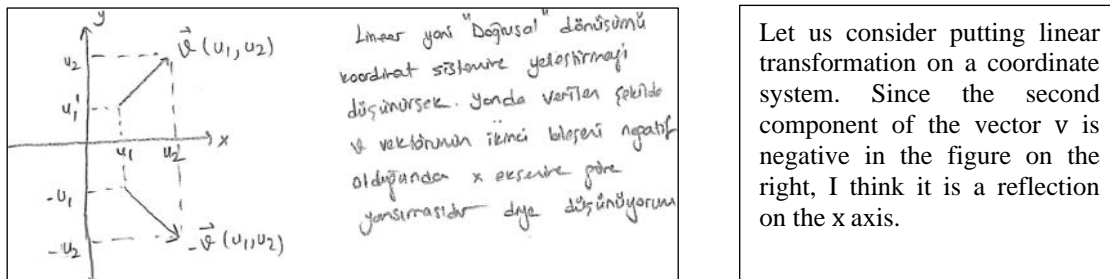 y
u₂
v⃗ (u₁, u₂)
u₁'
x
u₁
u₂
-u₁
-u₂
-v⃗ (u₁, u₂)
Lineer yani "Doğrusal" dönüşümü
koordinat sistemine yerleştirmeyi
düşünürsek. Yanda verilen şekilde
v vektörünün ikinci bileşeni negatif
olduğundan x eksenine göre
yansımasıdır diye düşünüyorum
Let us consider putting linear
transformation on a coordinate
system. Since the second
component of the vector v is
negative in the figure on the
right, I think it is a reflection
on the x axis.